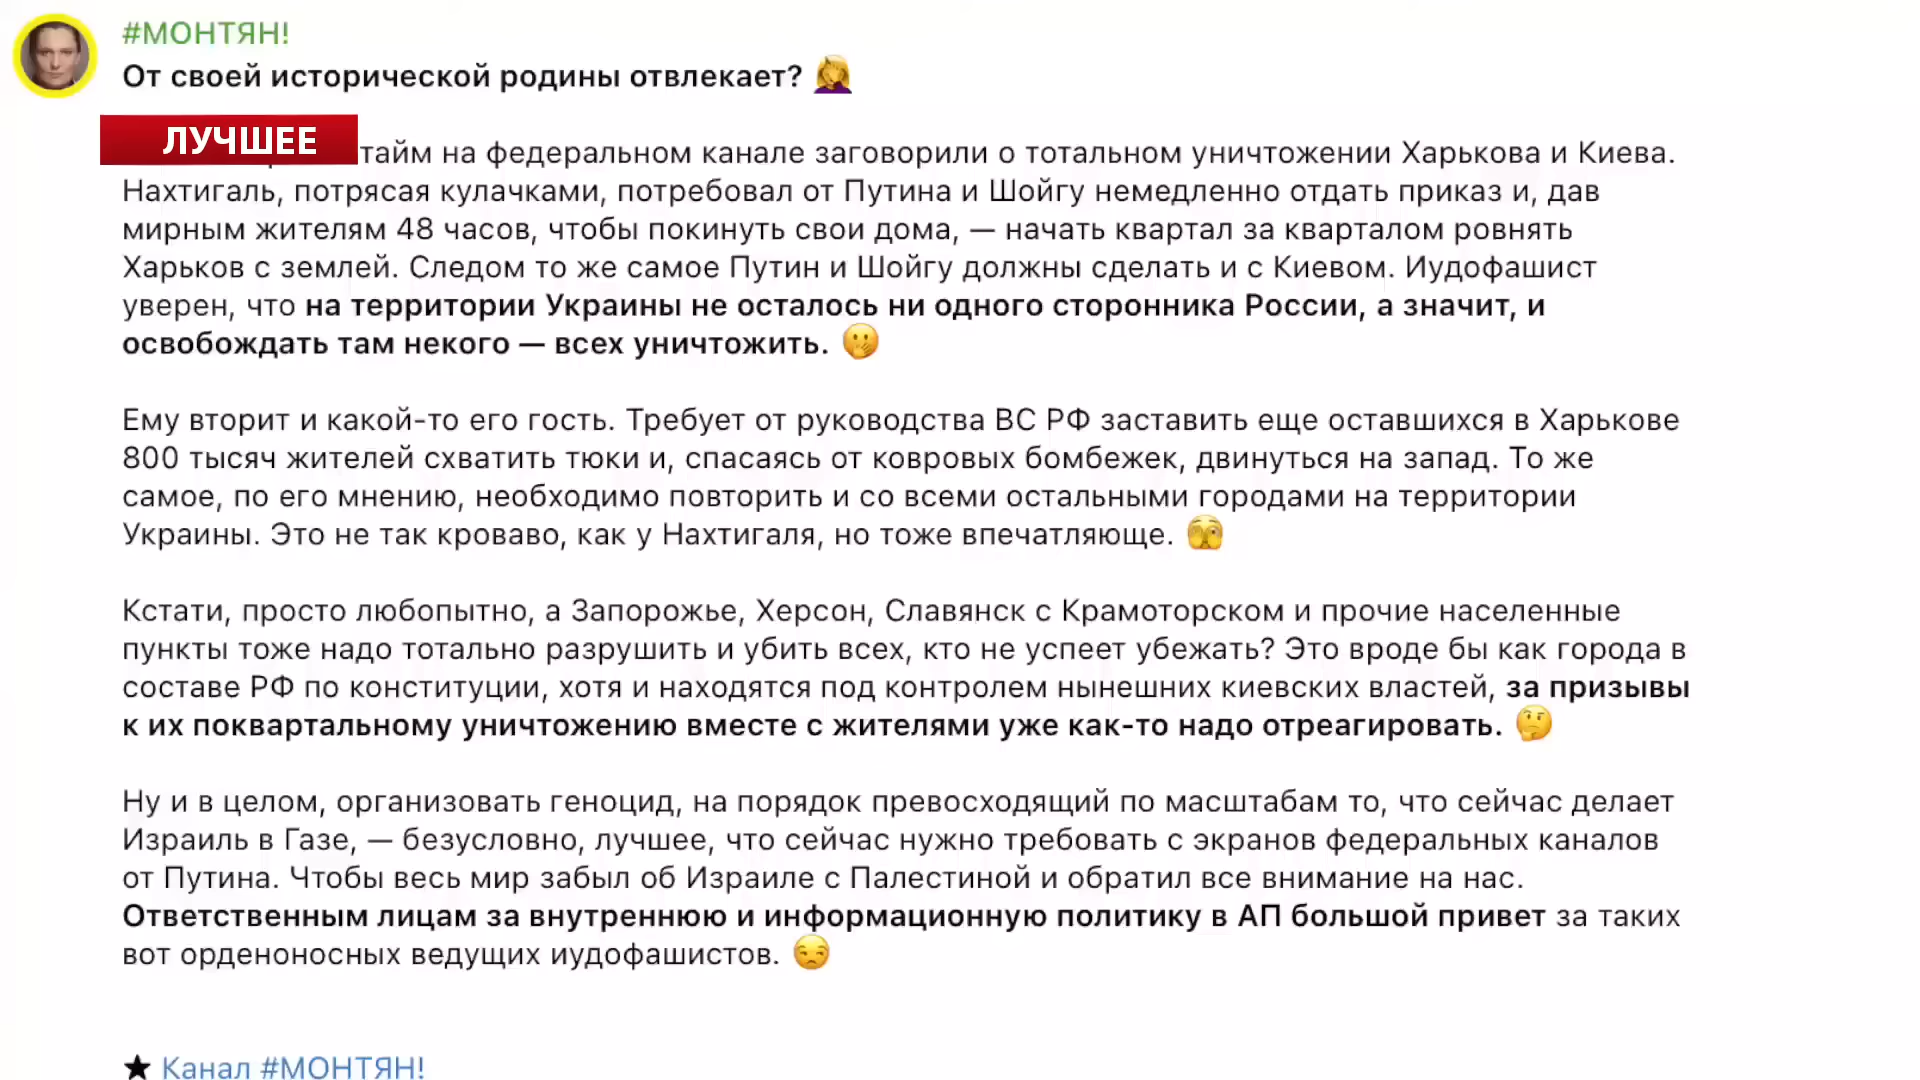 #МОНТЯН!
От своей исторической родины отвлекает?
ЛУЧШЕЕ
тайм на федеральном канале заговорили о тотальном уничтожении Харькова и Киева.
Нахтигаль, потрясая кулачками, потребовал от Путина и Шойгу немедленно отдать приказ и, дав
мирным жителям 48 часов, чтобы покинуть свои дома, — начать квартал за кварталом ровнять
Харьков с землей. Следом то же самое Путин и Шойгу должны сделать и с Киевом. Иудофашист
уверен, что на территории Украины не осталось ни одного сторонника России, а значит, и
освобождать там некого — всех уничтожить.
Ему вторит и какой-то его гость. Требует от руководства ВС РФ заставить еще оставшихся в Харькове
800 тысяч жителей схватить тюки и, спасаясь от ковровых бомбежек, двинуться на запад. То же
самое, по его мнению, необходимо повторить и со всеми остальными городами на территории
Украины. Это не так кроваво, как у Нахтигаля, но тоже впечатляюще.
Кстати, просто любопытно, а Запорожье, Херсон, Славянск с Крамоторском и прочие населенные
пункты тоже надо тотально разрушить и убить всех, кто не успеет убежать? Это вроде бы как города в
составе РФ по конституции, хотя и находятся под контролем нынешних киевских властей, за призывы
к их поквартальному уничтожению вместе с жителями уже как-то надо отреагировать.
Ну и в целом, организовать геноцид, на порядок превосходящий по масштабам то, что сейчас делает
Израиль в Газе, — безусловно, лучшее, что сейчас нужно требовать с экранов федеральных каналов
от Путина. Чтобы весь мир забыл об Израиле с Палестиной и обратил все внимание на нас.
Ответственным лицам за внутреннюю и информационную политику в АП большой привет за таких
вот орденоносных ведущих иудофашистов.
★ Канал #МОНТЯН!